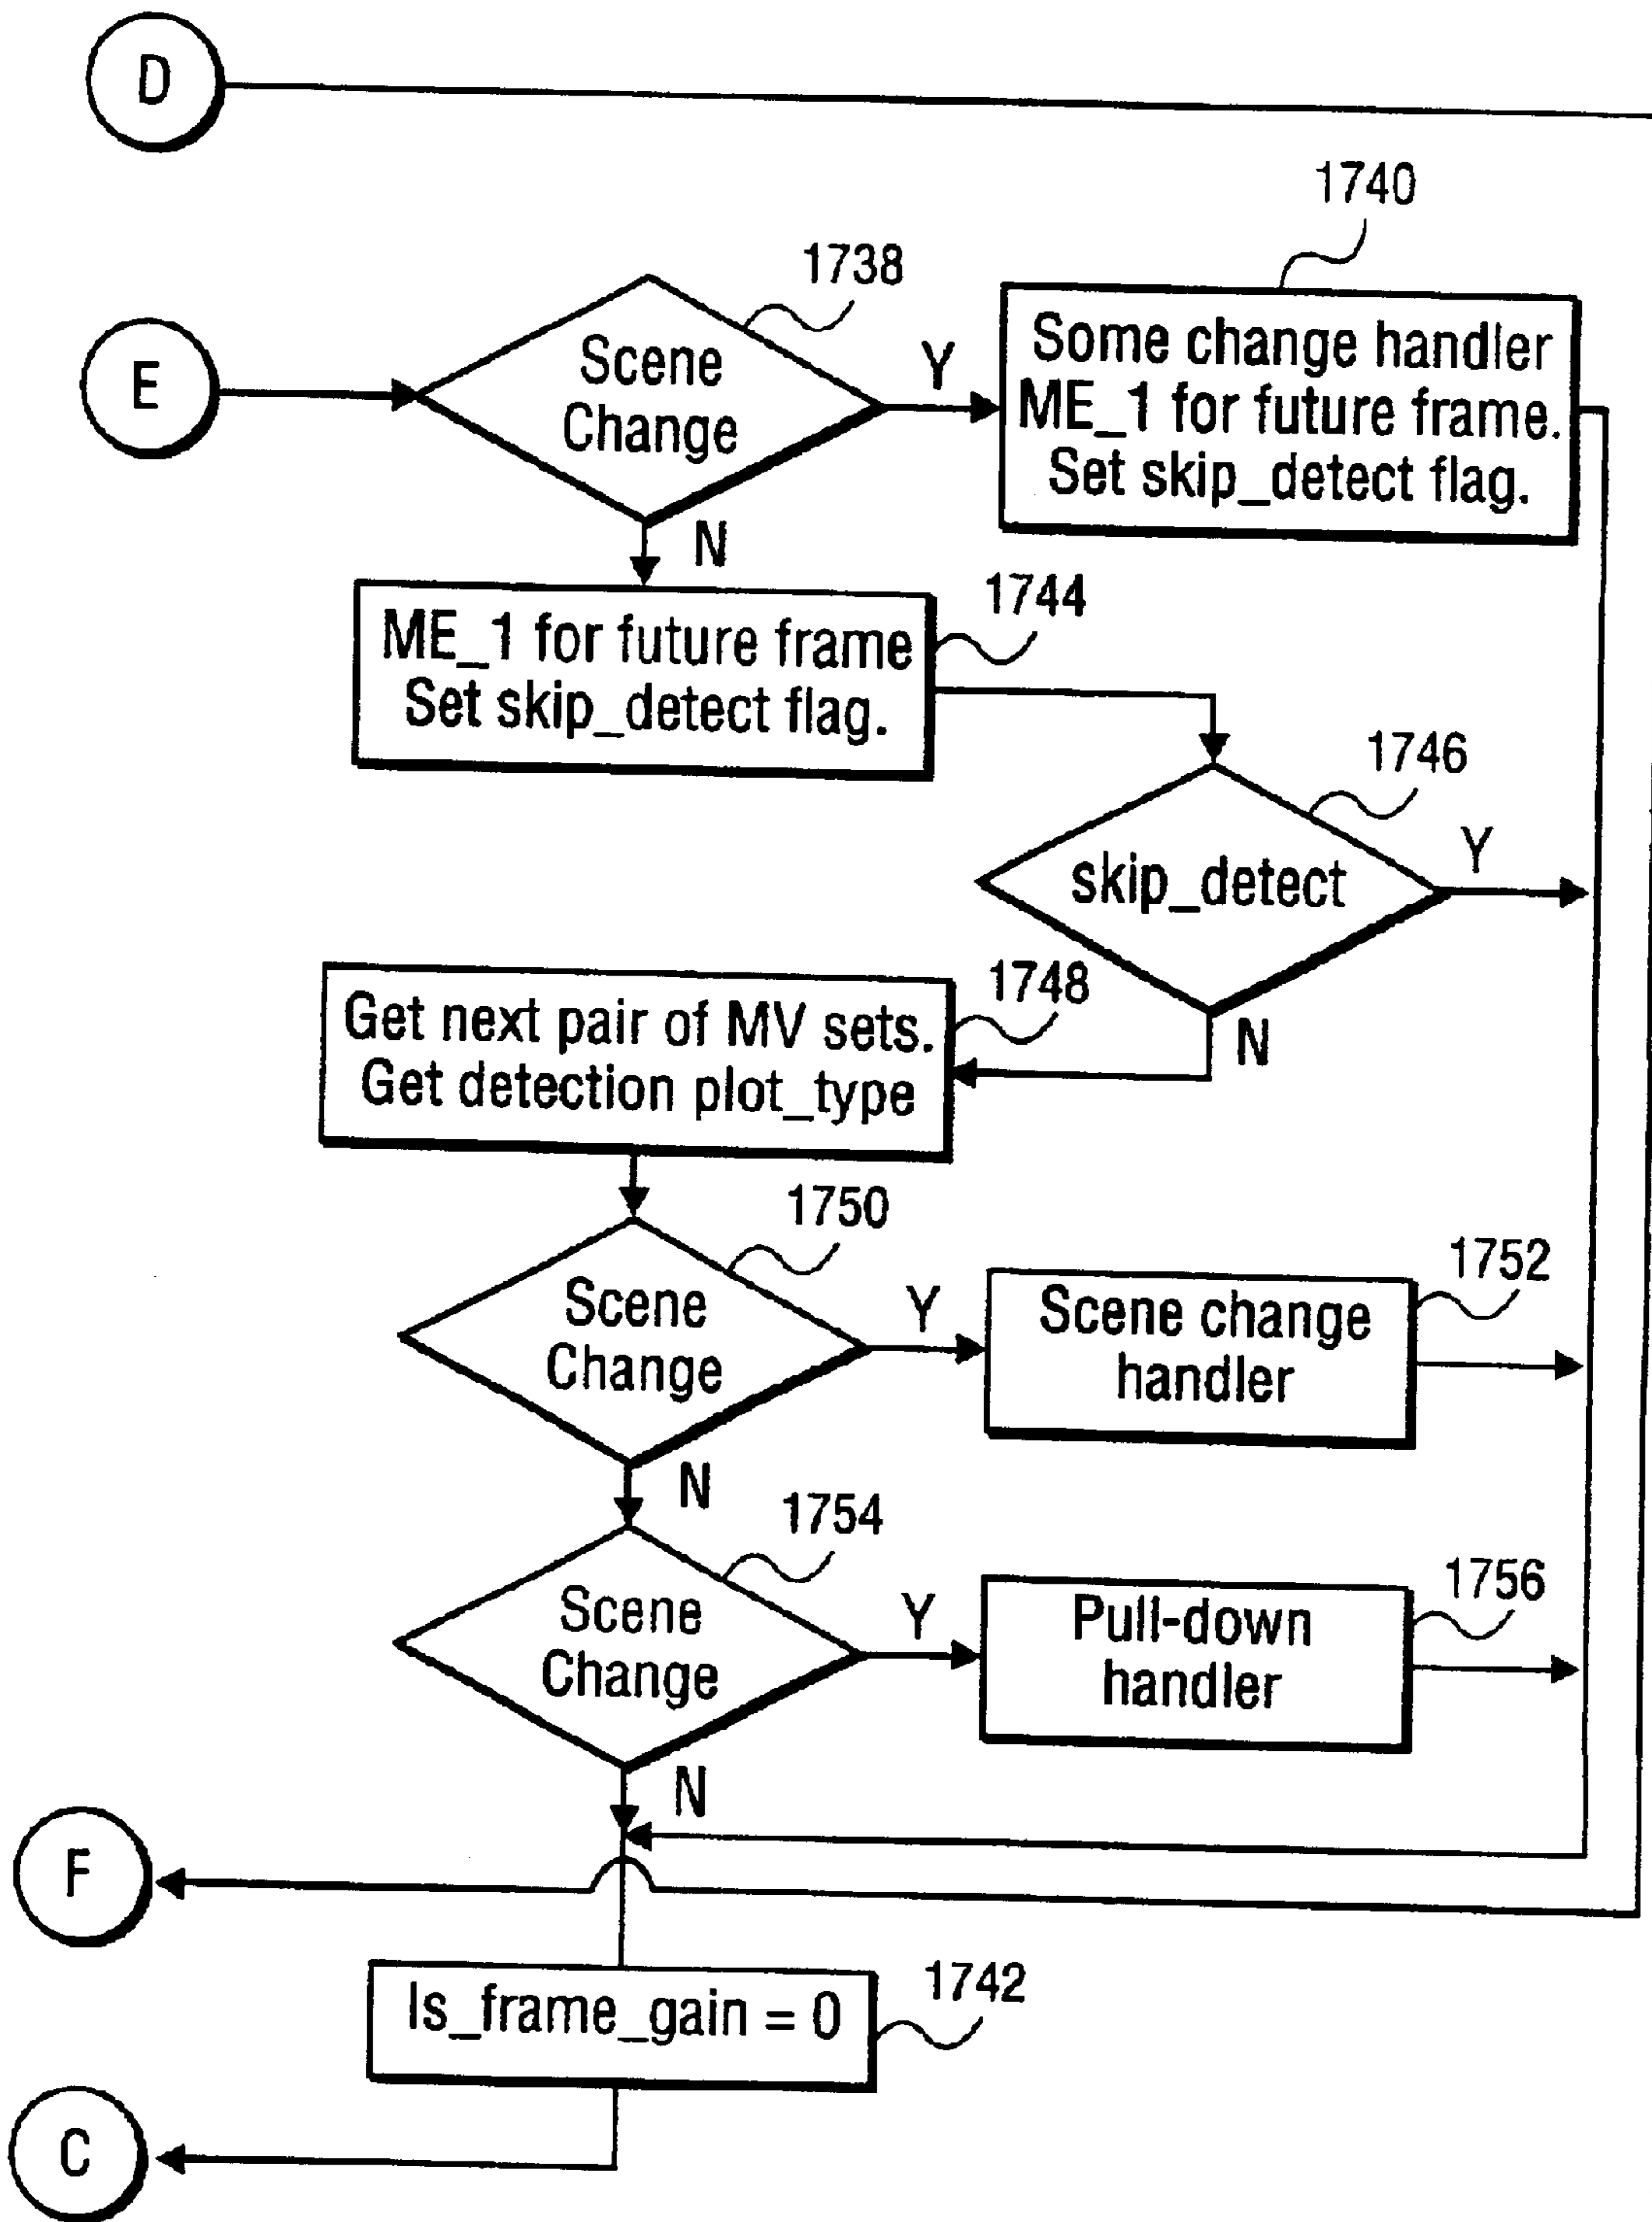 D
1740
1738
E
Scene
Change
Y
Some change handler
ME_1 for future frame.
Set skip_detect flag.
N
1744
ME_1 for future frame
Set skip_detect flag.
1746
skip_detect
Y
N
1748
Get next pair of MV sets.
Get detection plot_type
1750
Scene
Change
Y
1752
Scene change
handler
N
1754
Scene
Change
Y
1756
Pull-down
handler
N
F
1742
Is_frame_gain = 0
C